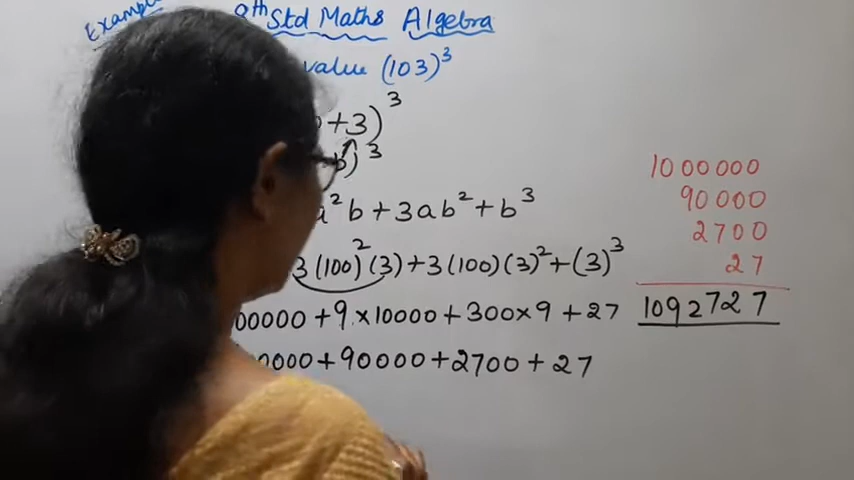 Example
8th Std Maths Algebra
value (103)³
+3)³
b)³
a²b + 3ab² + b³
3(100)²(3) + 3(100)(3)² + (3)³
00000 + 9 x 10000 + 300 x 9 + 27
00000 + 90000 + 2700 + 27
1000000
90000
2700
27
1092727